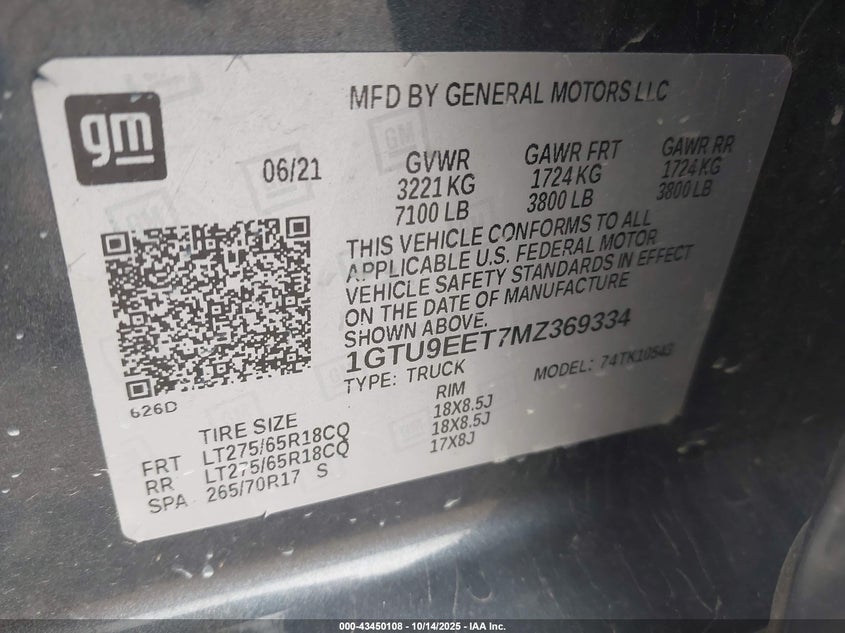 gm
MFD BY GENERAL MOTORS LLC
06/21
GVWR GAWR FRT GAWR RR
3221 KG 1724 KG 1724 KG
7100 LB 3800 LB 3800 LB
THIS VEHICLE CONFORMS TO ALL
APPLICABLE U.S. FEDERAL MOTOR
VEHICLE SAFETY STANDARDS IN EFFECT
ON THE DATE OF MANUFACTURE
SHOWN ABOVE.
1GTU9EET7MZ369334
TYPE: TRUCK MODEL: 74TK10543
626D
TIRE SIZE RIM
FRT LT275/65R18CQ 18X8.5J
RR LT275/65R18CQ 18X8.5J
SPA 265/70R17 S 17X8J
000-43450108 - 10/14/2025 - IAA Inc.